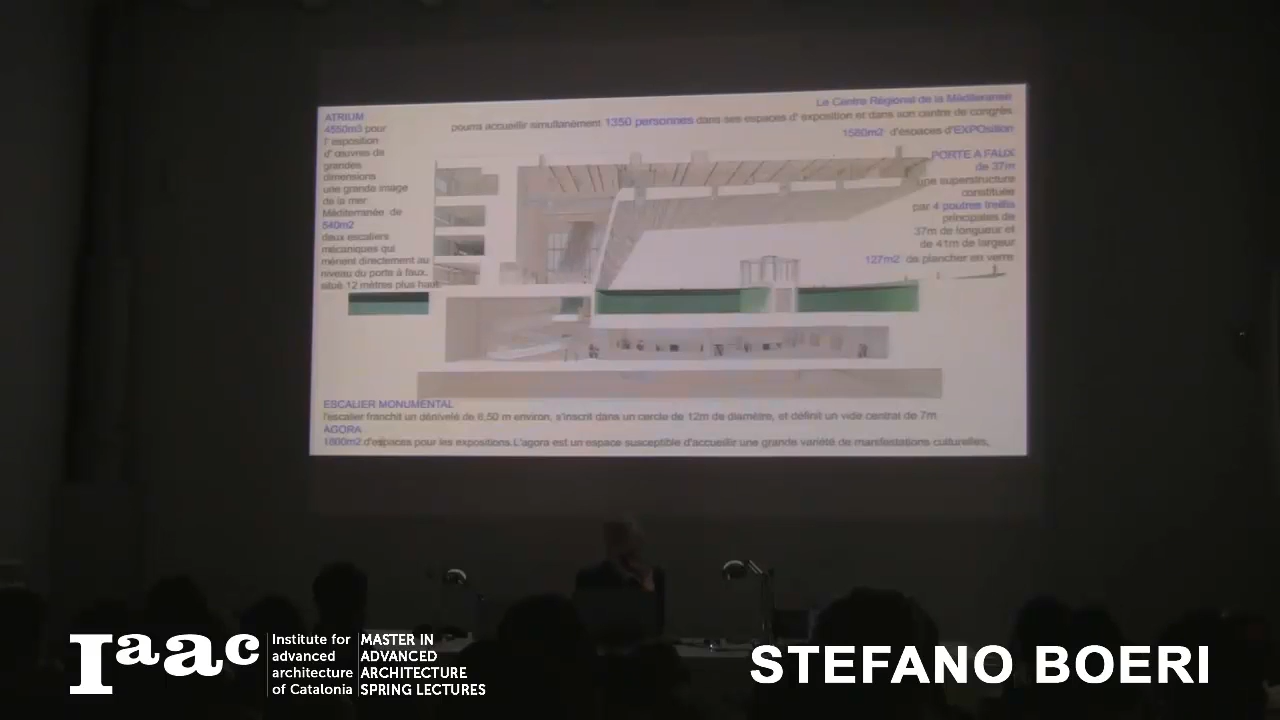 Le Centre Régional de la Méditerranée
pourra accueillir simultanément 1350 personnes dans ses espaces d' exposition et dans son centre de congrès
1580m2 d'espaces d'EXPOsition
ATRIUM
4550m3 pour
l' exposition
d' œuvres de
grandes
dimensions
une grande image
de la mer
Méditerranée de
540m2
deux escaliers
mécaniques qui
mènent directement au
niveau du porte à faux,
situé 12 mètres plus haut.
PORTE A FAUX
de 37m
une superstructure
constituée
par 4 poutres treillis
principales de
37m de longueur et
de 41m de largeur
127m2 de plancher en verre
ESCALIER MONUMENTAL
l'escalier franchit un dénivelé de 8,50 m environ, s'inscrit dans un cercle de 12m de diamètre, et définit un vide central de 7m
AGORA
1800m2 d'espaces pour les expositions.L'agora est un espace susceptible d'accueillir une grande variété de manifestations culturelles,
Iaac
Institute for
advanced
architecture
of Catalonia
MASTER IN
ADVANCED
ARCHITECTURE
SPRING LECTURES
STEFANO BOERI